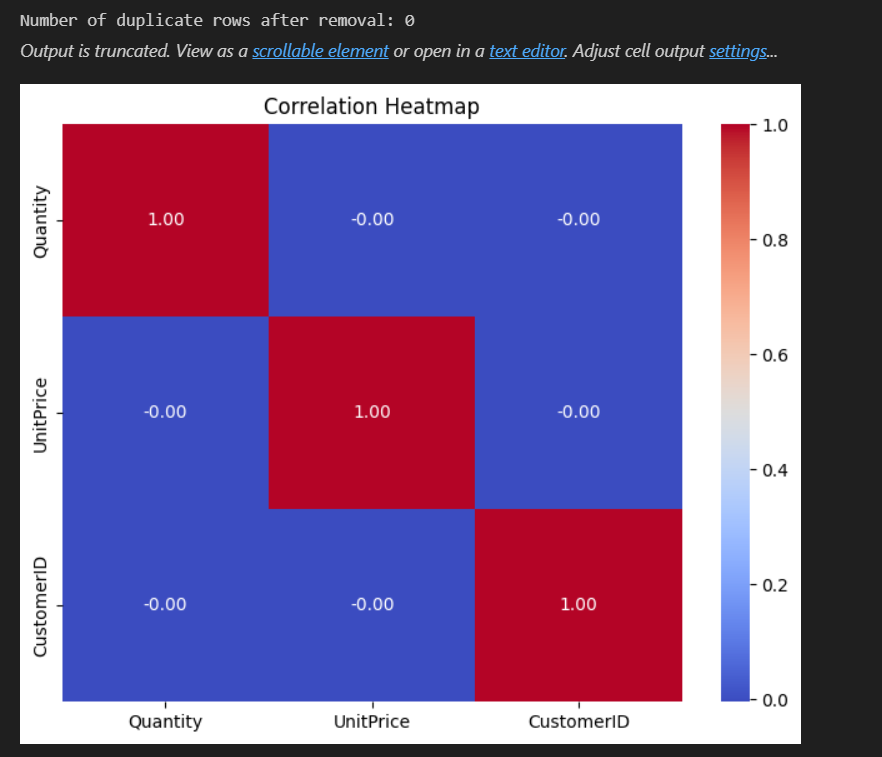 Number of duplicate rows after removal: 0
Output is truncated. View as a scrollable element or open in a text editor. Adjust cell output settings...
Correlation Heatmap
Quantity
1.00
-0.00
-0.00
UnitPrice
-0.00
1.00
-0.00
CustomerID
-0.00
-0.00
1.00
Quantity
UnitPrice
CustomerID
1.0
0.8
0.6
0.4
0.2
0.0